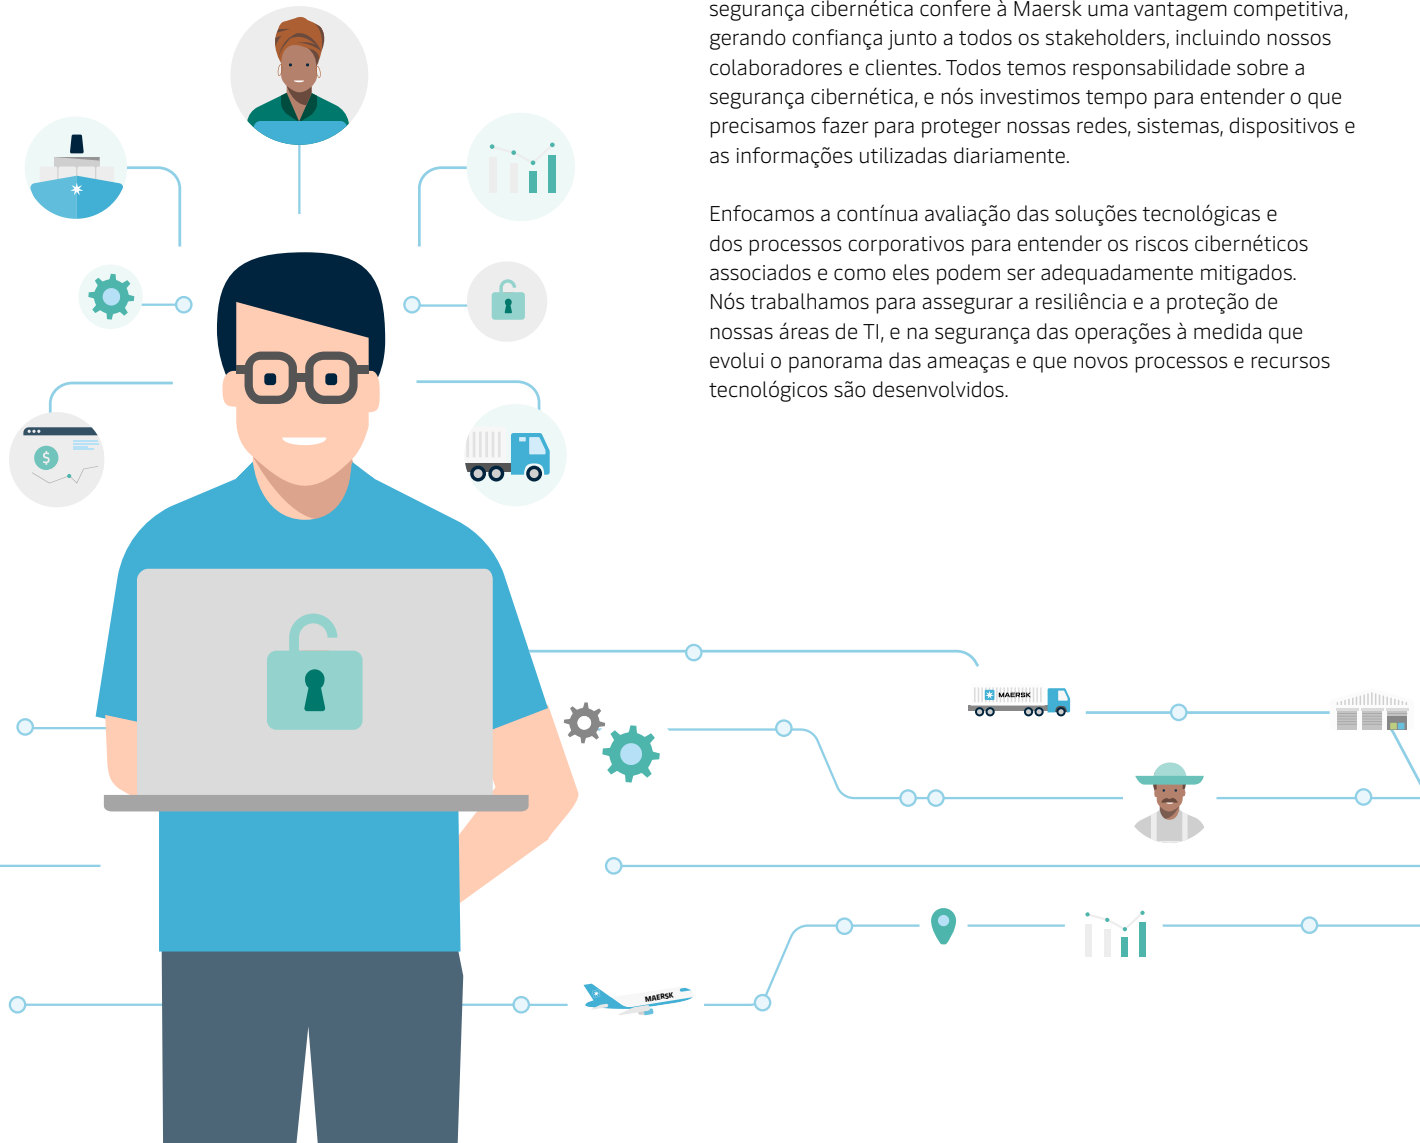 segurança cibernética confere à Maersk uma vantagem competitiva,
gerando confiança junto a todos os stakeholders, incluindo nossos
colaboradores e clientes. Todos temos responsabilidade sobre a
segurança cibernética, e nós investimos tempo para entender o que
precisamos fazer para proteger nossas redes, sistemas, dispositivos e
as informações utilizadas diariamente.
Enfocamos a contínua avaliação das soluções tecnológicas e
dos processos corporativos para entender os riscos cibernéticos
associados e como eles podem ser adequadamente mitigados.
Nós trabalhamos para assegurar a resiliência e a proteção de
nossas áreas de TI, e na segurança das operações à medida que
evolui o panorama das ameaças e que novos processos e recursos
tecnológicos são desenvolvidos.
$
MAERSK
MAERSK